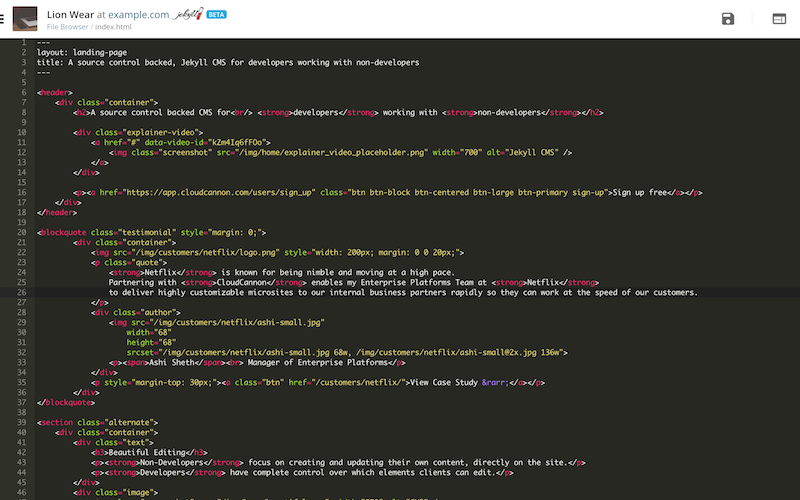 Lion Wear at example.com jekyll BETA
File Browser / index.html
1 ---
2 layout: landing-page
3 title: A source control backed, Jekyll CMS for developers working with non-developers
4 ---
5
6 <header>
7 <div class="container">
8 <h2>A source control backed CMS for<br/> <strong>developers</strong> working with <strong>non-developers</strong></h2>
9
10 <div class="explainer-video">
11 <a href="#" data-video-id="kZm4Iq6fFOo">
12 <img class="screenshot" src="/img/home/explainer_video_placeholder.png" width="700" alt="Jekyll CMS" />
13 </a>
14 </div>
15
16 <p><a href="https://app.cloudcannon.com/users/sign_up" class="btn btn-block btn-centered btn-large btn-primary sign-up">Sign up free</a></p>
17 </div>
18 </header>
19
20 <blockquote class="testimonial" style="margin: 0;">
21 <div class="container">
22 <img src="/img/customers/netflix/logo.png" style="width: 200px; margin: 0 0 20px;">
23 <p class="quote">
24 <strong>Netflix</strong> is known for being nimble and moving at a high pace.
25 Partnering with <strong>CloudCannon</strong> enables my Enterprise Platforms Team at <strong>Netflix</strong>
26 to deliver highly customizable microsites to our internal business partners rapidly so they can work at the speed of our customers.
27 </p>
28 <div class="author">
29 <img src="/img/customers/netflix/ashi-small.jpg"
30 width="68"
31 height="68"
32 srcset="/img/customers/netflix/ashi-small.jpg 68w, /img/customers/netflix/ashi-small@2x.jpg 136w">
33 <p><span>Ashi Sheth</span><br> Manager of Enterprise Platforms</p>
34 </div>
35 <p style="margin-top: 30px;"><a class="btn" href="/customers/netflix/">View Case Study &rarr;</a></p>
36 </div>
37 </blockquote>
38
39 <section class="alternate">
40 <div class="container">
41 <div class="text">
42 <h3>Beautiful Editing</h3>
43 <p><strong>Non-Developers</strong> focus on creating and updating their own content, directly on the site.</p>
44 <p><strong>Developers</strong> have complete control over which elements clients can edit.</p>
45 </div>
46 <div class="image">